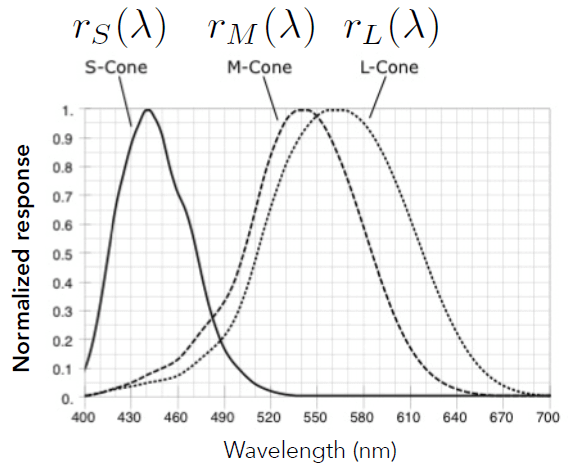 r_S(λ) r_M(λ) r_L(λ)
S-Cone M-Cone L-Cone
1.
0.9
0.8
0.7
0.6
0.5
0.4
0.3
0.2
0.1
0.
Normalized response
400 430 460 490 520 550 580 610 640 670 700
Wavelength (nm)